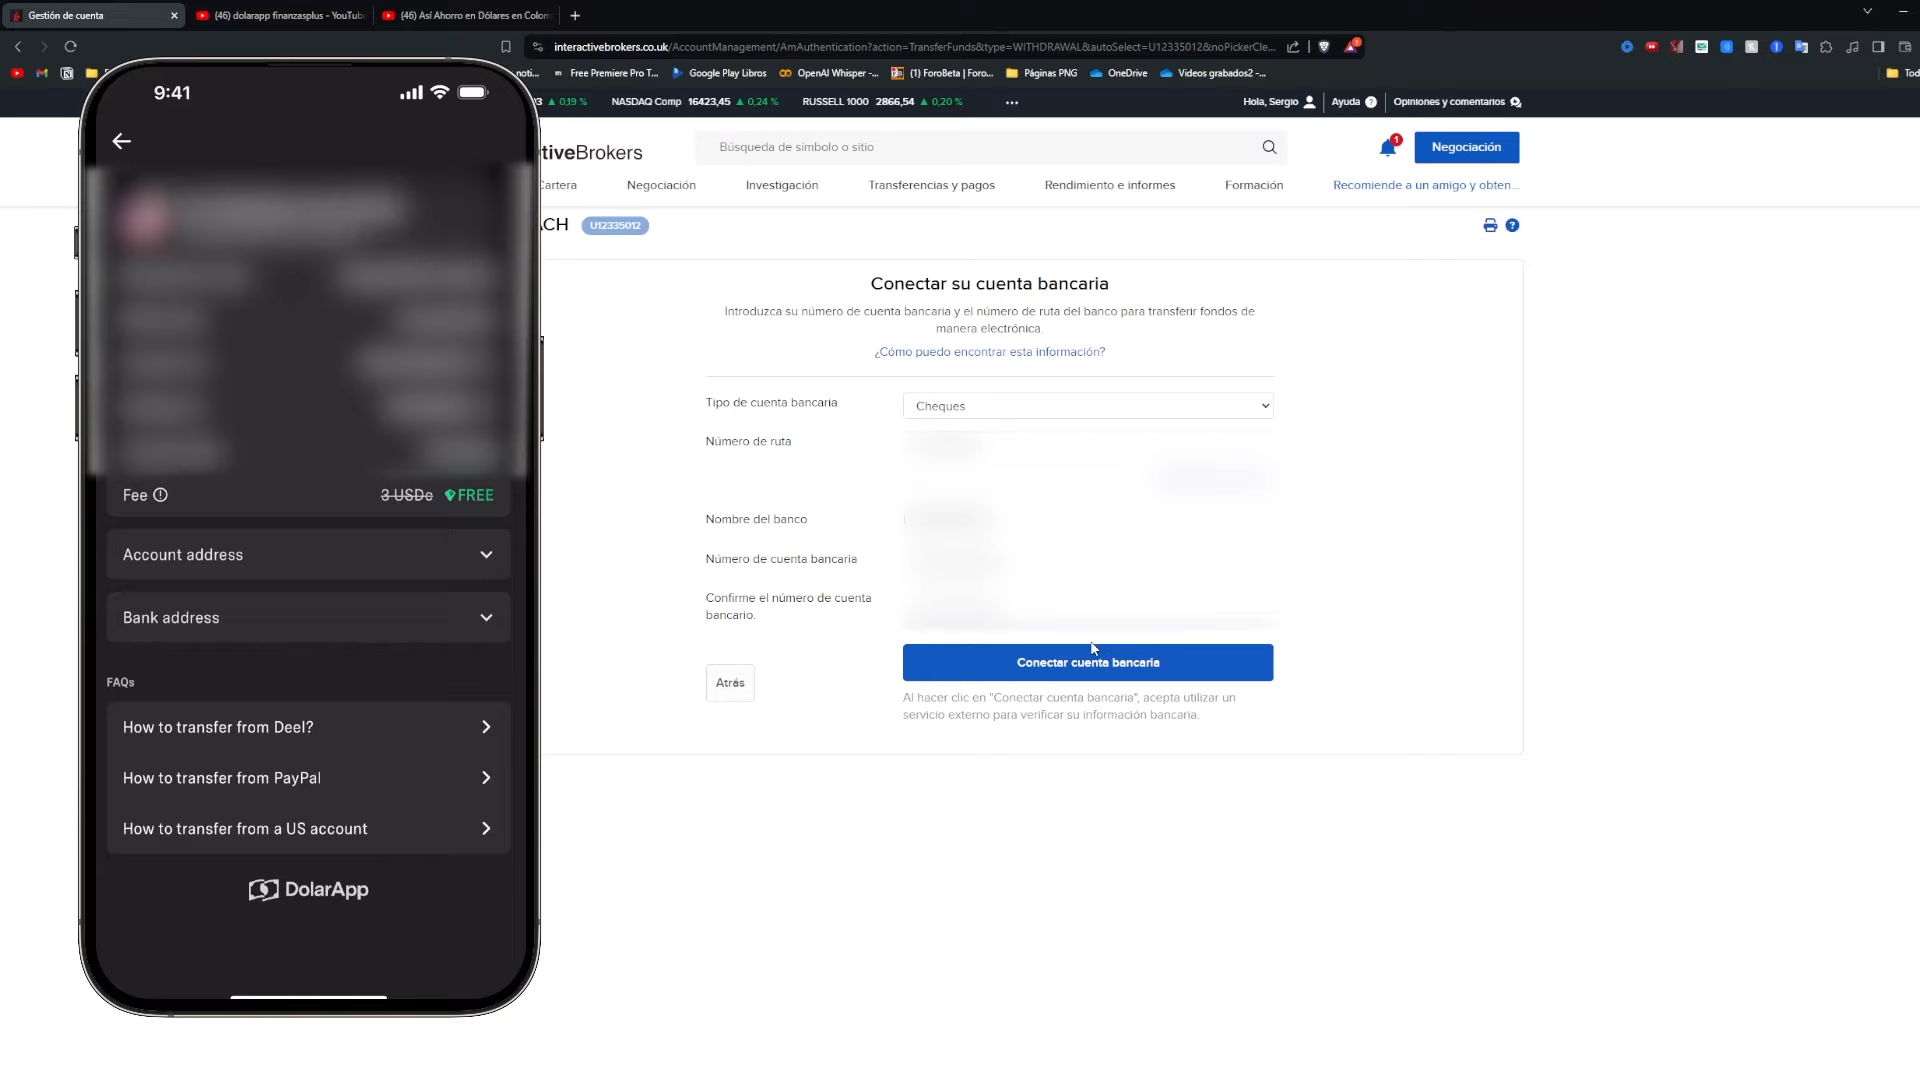 Gestión de cuenta
(46) dolarapp finanzasplus - YouTub
(46) Así Ahorro en Dólares en Colom
interactivebrokers.co.uk/AccountManagement/AmAuthentication?action=TransferFunds&type=WITHDRAWAL&autoSelect=U12335012&noPickerCle...
noti...
Free Premiere Pro T...
Google Play Libros
OpenAI Whisper -...
(1) ForoBeta | Foro...
Páginas PNG
OneDrive
Videos grabados2 -...
Tod
▲ 0,19 %
NASDAQ Comp 16423,45 ▲ 0,24 %
RUSSELL 1000 2866,54 ▲ 0,20 %
Hola, Sergio
Ayuda
Opiniones y comentarios
tiveBrokers
Búsqueda de símbolo o sitio
1
Negociación
Cartera
Negociación
Investigación
Transferencias y pagos
Rendimiento e informes
Formación
Recomiende a un amigo y obten...
ACH
U12335012
Conectar su cuenta bancaria
Introduzca su número de cuenta bancaria y el número de ruta del banco para transferir fondos de
manera electrónica.
¿Cómo puedo encontrar esta información?
Tipo de cuenta bancaria
Cheques
Número de ruta
Nombre del banco
Número de cuenta bancaria
Confirme el número de cuenta
bancario.
Conectar cuenta bancaria
Atrás
Al hacer clic en "Conectar cuenta bancaria", acepta utilizar un
servicio externo para verificar su información bancaria.
9:41
Fee
3 USDc
FREE
Account address
Bank address
FAQs
How to transfer from Deel?
How to transfer from PayPal
How to transfer from a US account
DolarApp